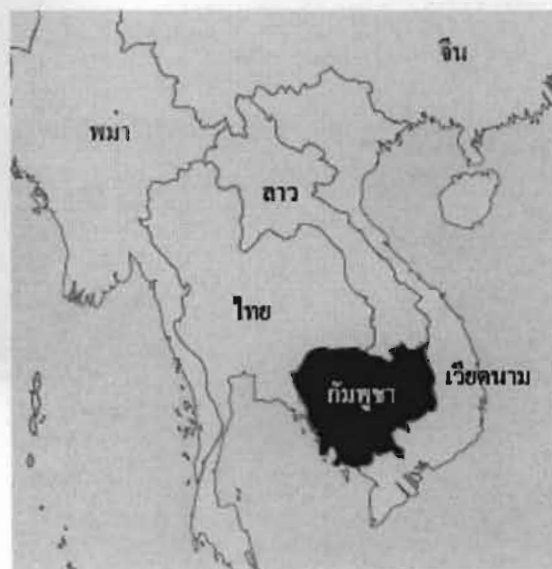 จีน
พม่า
ลาว
ไทย
กัมพูชา
เวียดนาม